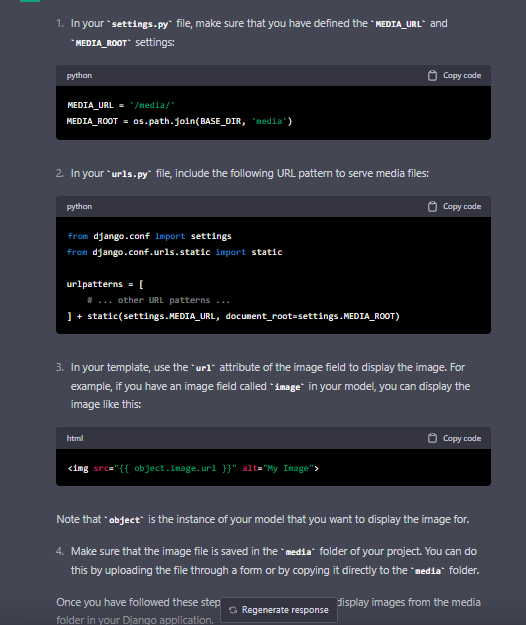 1. In your `settings.py` file, make sure that you have defined the `MEDIA_URL` and
`MEDIA_ROOT` settings:
python Copy code
MEDIA_URL = '/media/'
MEDIA_ROOT = os.path.join(BASE_DIR, 'media')
2. In your `urls.py` file, include the following URL pattern to serve media files:
python Copy code
from django.conf import settings
from django.conf.urls.static import static
urlpatterns = [
# ... other URL patterns ...
] + static(settings.MEDIA_URL, document_root=settings.MEDIA_ROOT)
3. In your template, use the `url` attribute of the image field to display the image. For
example, if you have an image field called `image` in your model, you can display the
image like this:
html Copy code
<img src="{{ object.image.url }}" alt="My Image">
Note that `object` is the instance of your model that you want to display the image for.
4. Make sure that the image file is saved in the `media` folder of your project. You can do
this by uploading the file through a form or by copying it directly to the `media` folder.
Once you have followed these step
Regenerate response
display images from the media
folder in your Django application.